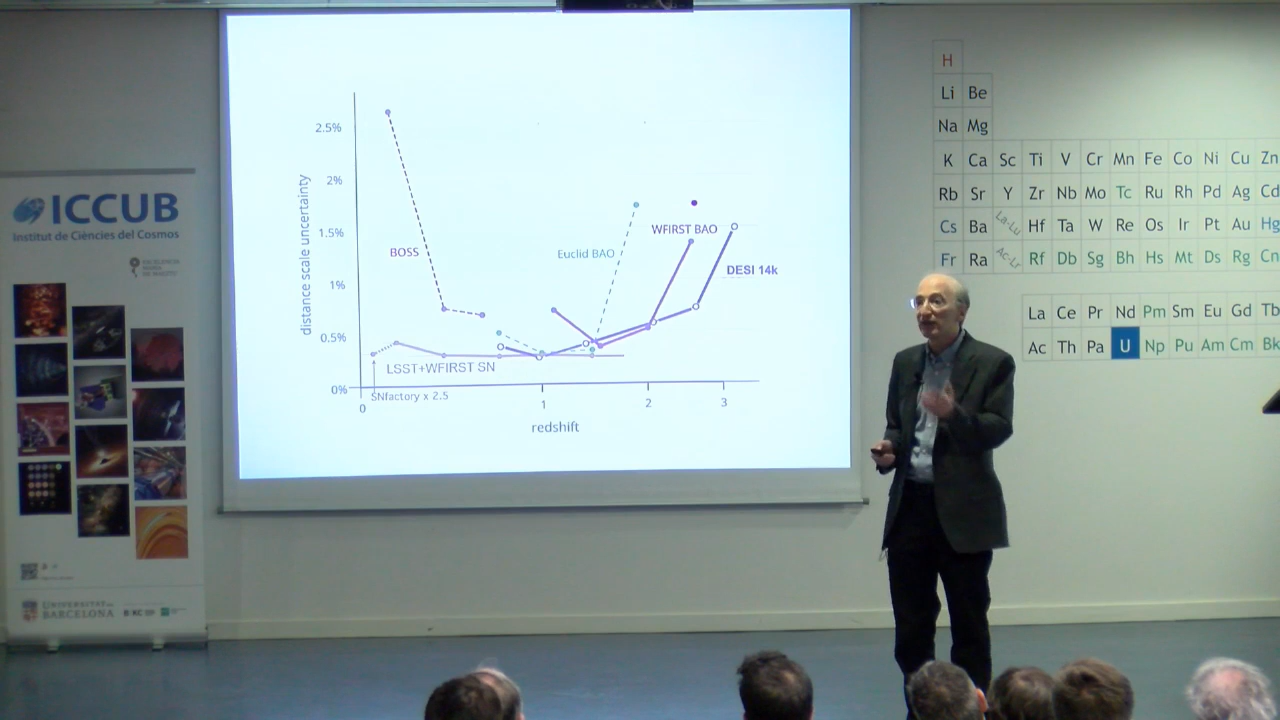 ICCUB
Institut de Ciències del Cosmos
EXCELENCIA
MARÍA
DE MAEZTU
UNIVERSITAT DE
BARCELONA
2.5%
2%
1.5%
1%
0.5%
0%
distance scale uncertainty
BOSS
Euclid BAO
WFIRST BAO
DESI 14k
LSST+WFIRST SN
SNfactory x 2.5
0
1
2
3
redshift
H
Li Be
Na Mg
K Ca Sc Ti V Cr Mn Fe Co Ni Cu Zn
Rb Sr Y Zr Nb Mo Tc Ru Rh Pd Ag Cd
Cs Ba La-Lu Hf Ta W Re Os Ir Pt Au Hg
Fr Ra Ac-Lr Rf Db Sg Bh Hs Mt Ds Rg Cn
La Ce Pr Nd Pm Sm Eu Gd Tb
Ac Th Pa U Np Pu Am Cm Bk